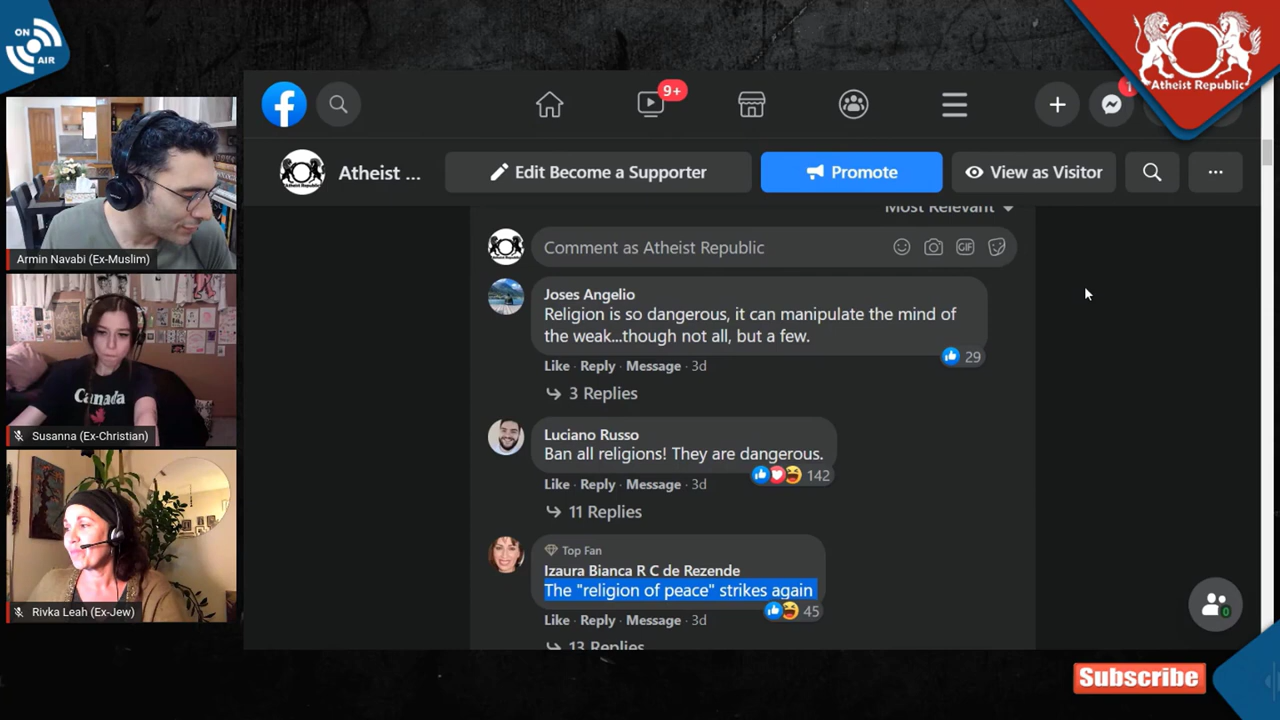 ON
AIR
Atheist Republic
9+
1
Atheist ...
Edit Become a Supporter
Promote
View as Visitor
...
Most Relevant
Comment as Atheist Republic
GIF
Joses Angelio
Religion is so dangerous, it can manipulate the mind of
the weak...though not all, but a few.
Like · Reply · Message · 3d
29
3 Replies
Luciano Russo
Ban all religions! They are dangerous.
142
Like · Reply · Message · 3d
11 Replies
Top Fan
Izaura Bianca R C de Rezende
The "religion of peace" strikes again
45
Like · Reply · Message · 3d
13 Replies
0
Armin Navabi (Ex-Muslim)
Canada
Susanna (Ex-Christian)
Rivka Leah (Ex-Jew)
Subscribe